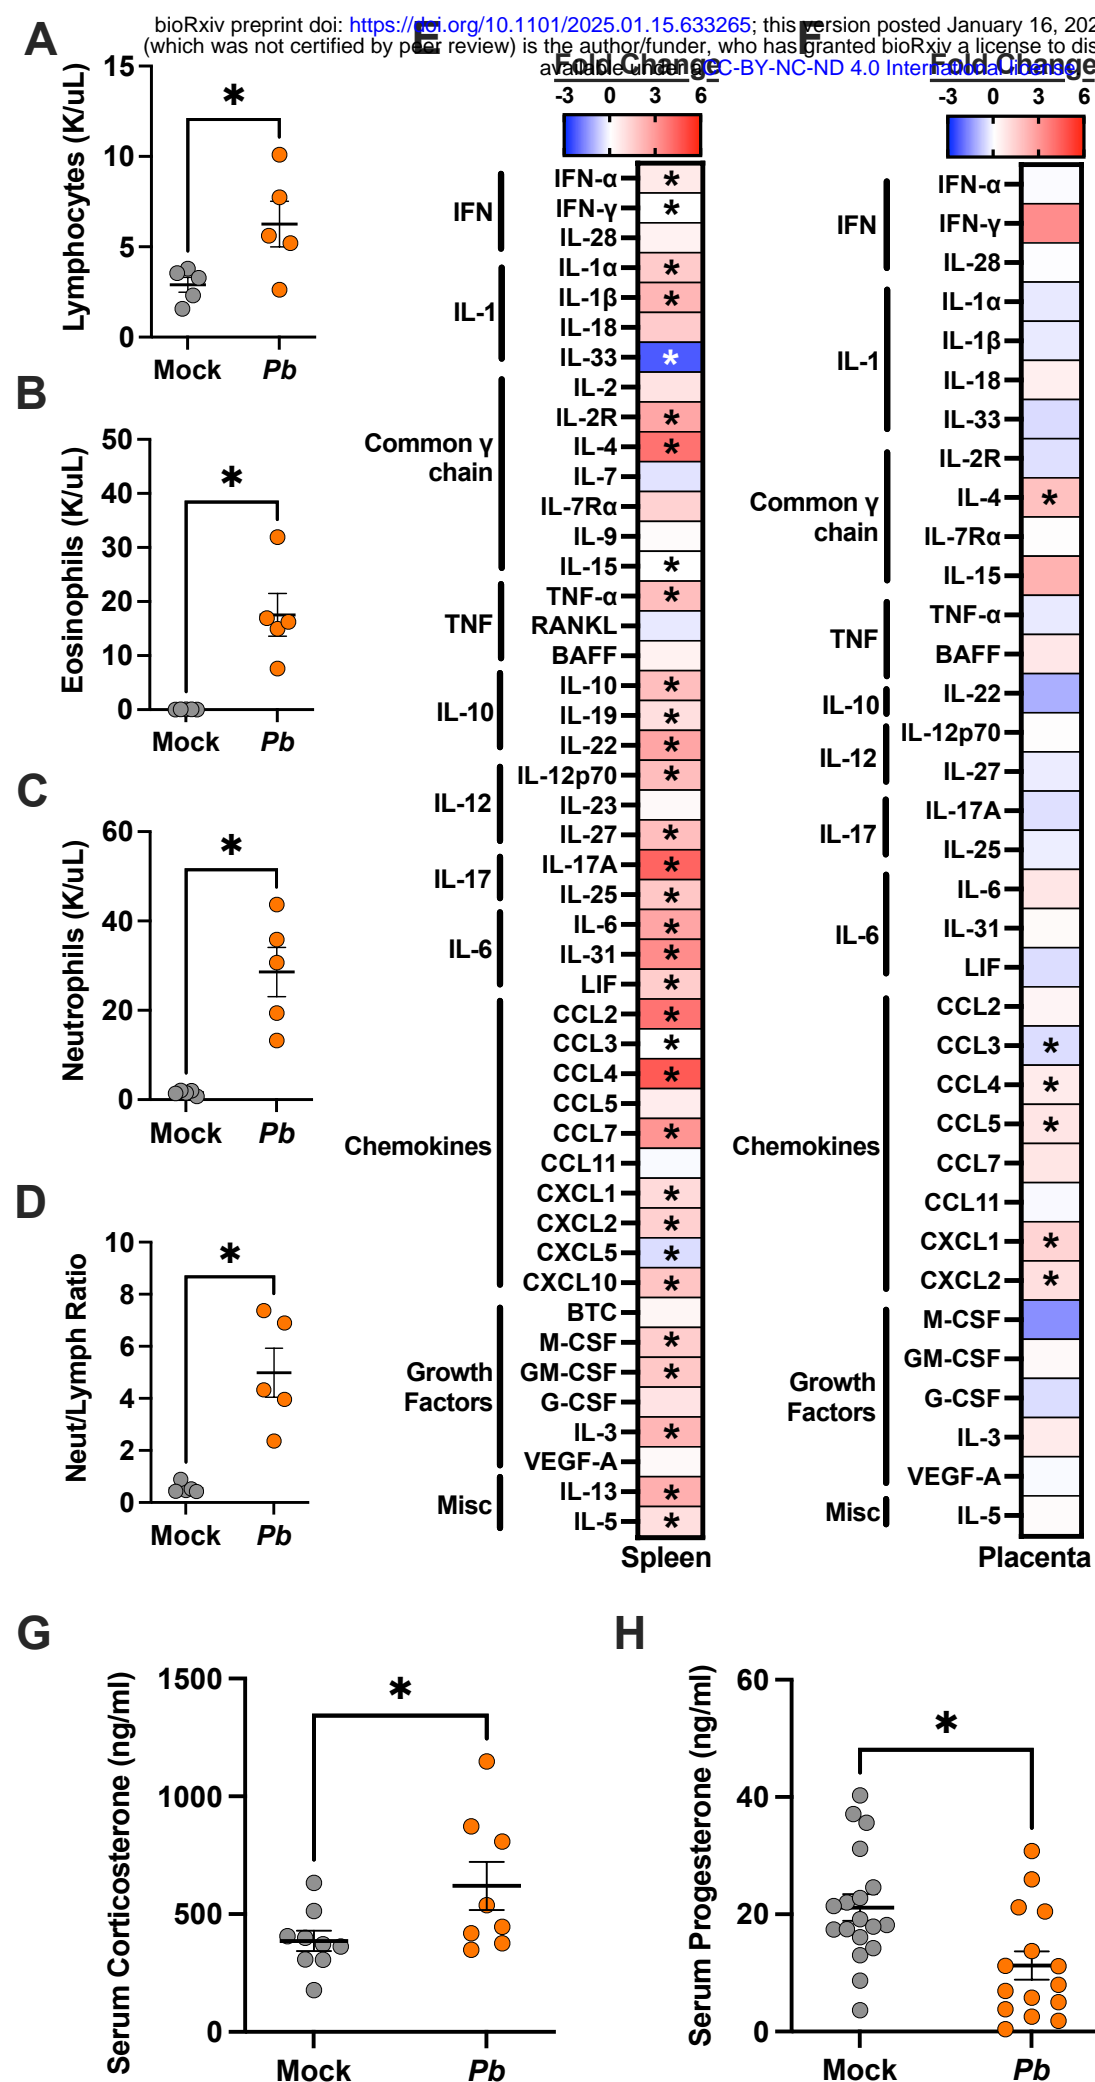 bioRxiv preprint doi: https://doi.org/10.1101/2025.01.15.633265; this version posted January 16, 202
(which was not certified by peer review) is the author/funder, who has granted bioRxiv a license to dis
available under aCC-BY-NC-ND 4.0 International license.
A
Lymphocytes (K/uL)
15
10
5
0
*
Mock
Pb
B
Eosinophils (K/uL)
50
40
30
20
10
0
*
Mock
Pb
C
Neutrophils (K/uL)
60
40
20
0
*
Mock
Pb
D
Neut/Lymph Ratio
10
8
6
4
2
0
*
Mock
Pb
E
Fold Change
-3 0 3 6
IFN
IFN-α *
IFN-γ *
IL-28
IL-1
IL-1α *
IL-1β *
IL-18
IL-33 *
Common γ
chain
IL-2
IL-2R *
IL-4 *
IL-7
IL-7Rα
IL-9
IL-15 *
TNF
TNF-α *
RANKL
BAFF
IL-10
IL-10 *
IL-19 *
IL-22 *
IL-12
IL-12p70 *
IL-23
IL-27 *
IL-17
IL-17A *
IL-25 *
IL-6
IL-6 *
IL-31 *
LIF *
Chemokines
CCL2 *
CCL3 *
CCL4 *
CCL5
CCL7 *
CCL11
CXCL1 *
CXCL2 *
CXCL5 *
CXCL10 *
Growth
Factors
BTC
M-CSF *
GM-CSF *
G-CSF
IL-3 *
VEGF-A
Misc
IL-13 *
IL-5 *
Spleen
F
Fold Change
-3 0 3 6
IFN
IFN-α
IFN-γ
IL-28
IL-1
IL-1α
IL-1β
IL-18
IL-33
Common γ
chain
IL-2R
IL-4 *
IL-7Rα
IL-15
TNF
TNF-α
BAFF
IL-10
IL-22
IL-12
IL-12p70
IL-27
IL-17
IL-17A
IL-25
IL-6
IL-6
IL-31
LIF
Chemokines
CCL2
CCL3 *
CCL4 *
CCL5 *
CCL7
CCL11
CXCL1 *
CXCL2 *
Growth
Factors
M-CSF
GM-CSF
G-CSF
IL-3
VEGF-A
Misc
IL-5
Placenta
G
Serum Corticosterone (ng/ml)
1500
1000
500
0
*
Mock
Pb
H
Serum Progesterone (ng/ml)
60
40
20
0
*
Mock
Pb